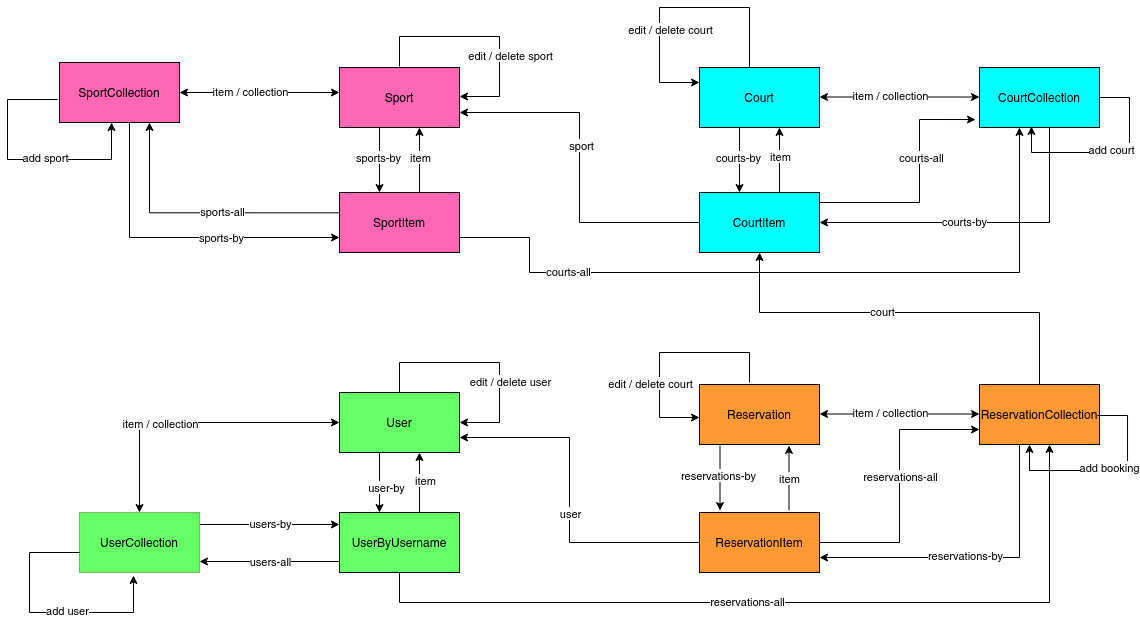 edit / delete court
edit / delete sport
SportCollection
item / collection
Sport
Court
item / collection
CourtCollection
add sport
sports-by
item
sport
courts-by
item
courts-all
add court
sports-all
SportItem
CourtItem
courts-by
sports-by
courts-all
court
edit / delete user
edit / delete court
item / collection
User
Reservation
item / collection
ReservationCollection
user-by
item
reservations-by
item
reservations-all
add booking
users-by
user
UserCollection
UserByUsername
ReservationItem
reservations-by
users-all
add user
reservations-all